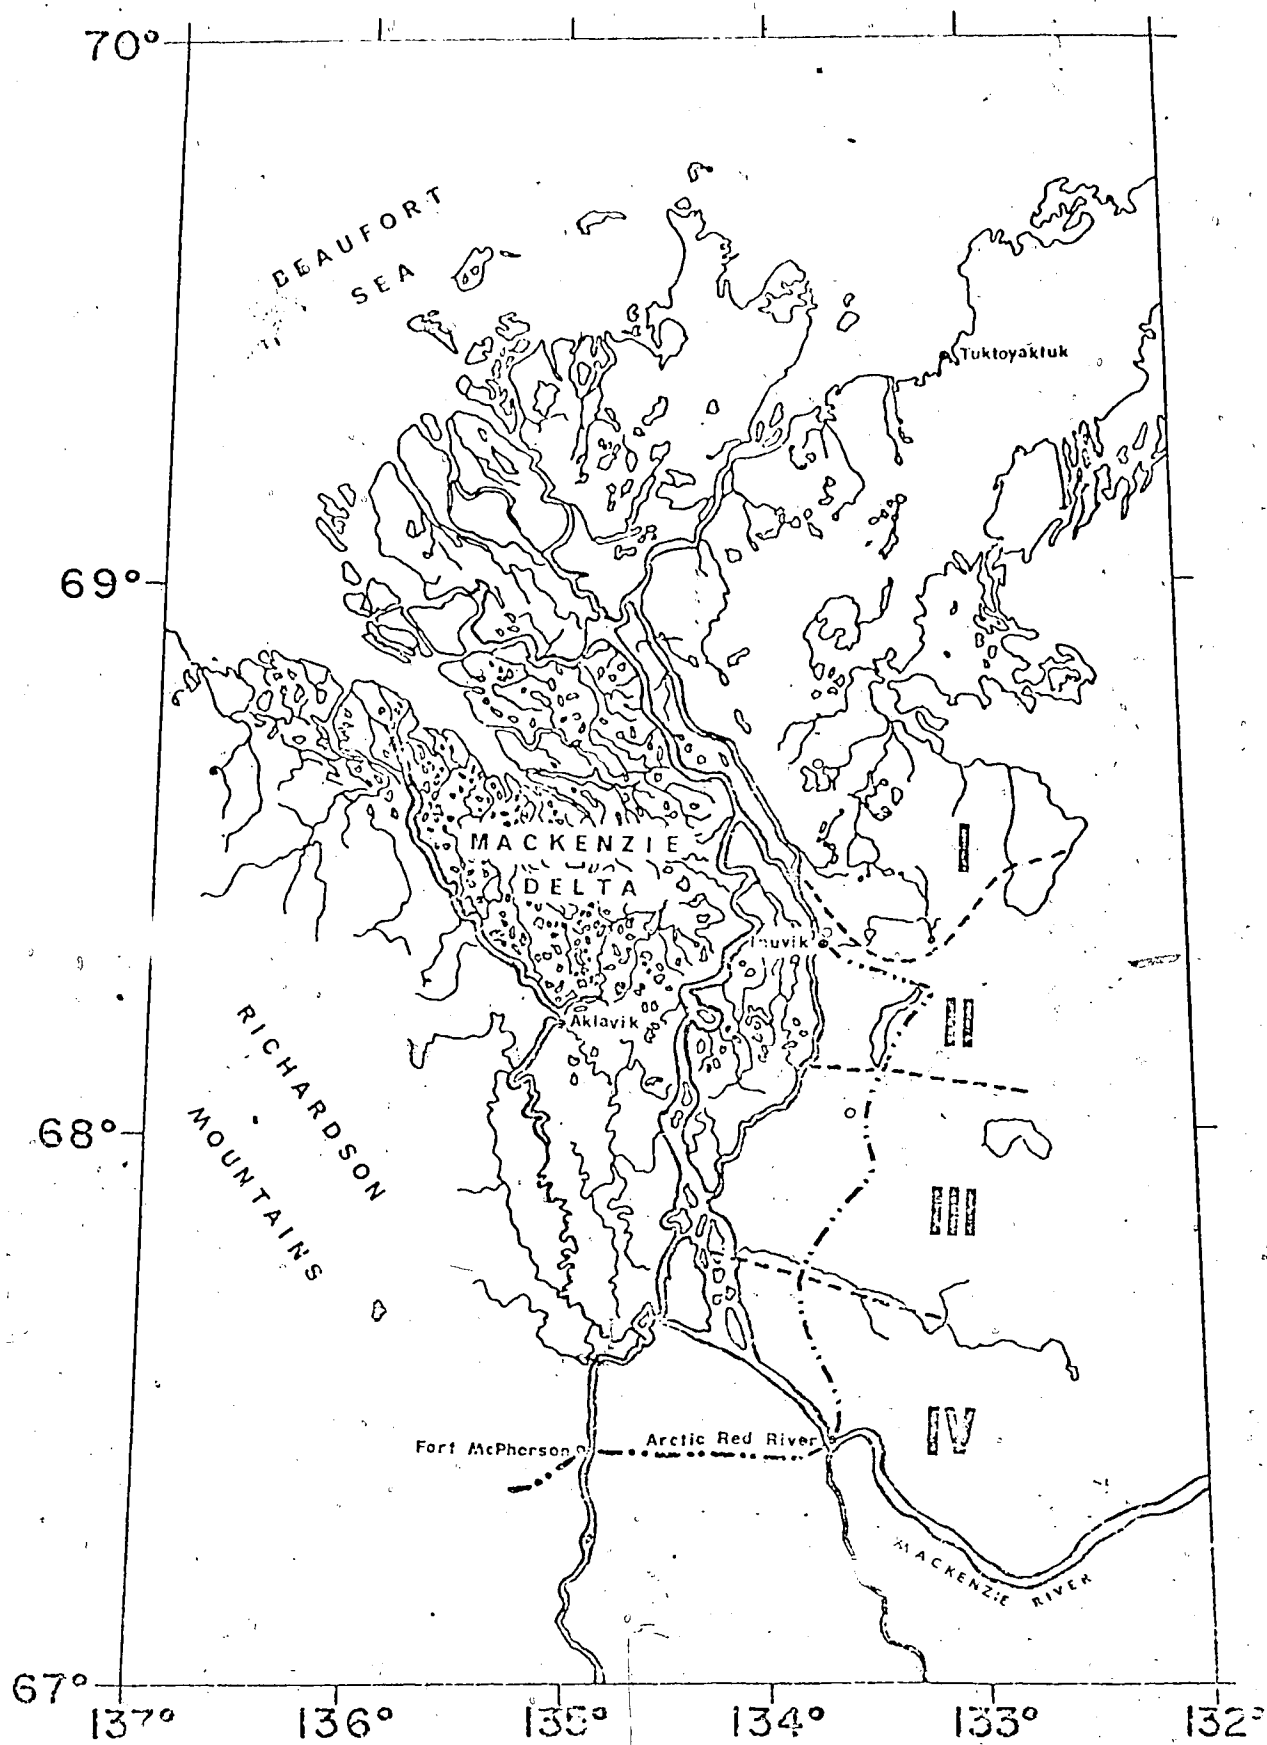 70°
BEAUFORT
SEA
Tuktoyaktuk
69°
MACKENZIE
DELTA
I
Inuvik
Aklavik
II
RICHARDSON
MOUNTAINS
68°
III
IV
Fort McPherson
Arctic Red River
MACKENZIE RIVER
67°
137° 136° 135° 134° 133° 132°